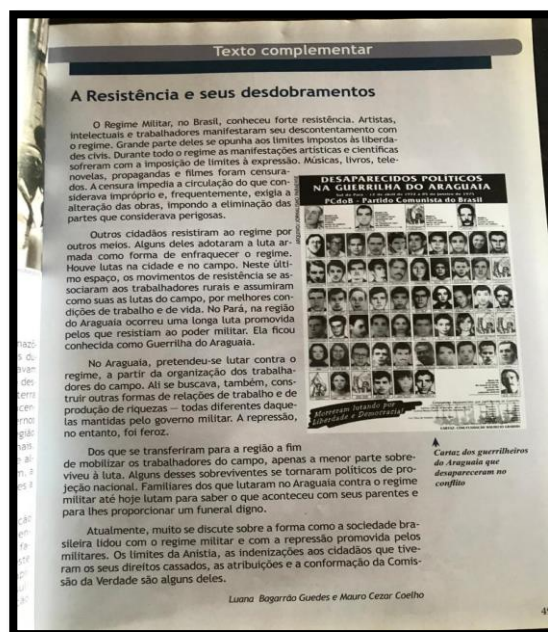 Texto complementar
A Resistência e seus desdobramentos
O Regime Militar, no Brasil, conheceu forte resistência. Artistas,
intelectuais e trabalhadores manifestaram seu descontentamento com
o regime. Grande parte deles se opunha aos limites impostos às liberda-
des civis. Durante todo o regime as manifestações artísticas e científicas
sofreram com a imposição de limites à expressão. Músicas, livros, tele-
novelas, propagandas e filmes foram censura-
dos. A censura impedia a circulação do que con-
siderava impróprio e, frequentemente, exigia a
alteração das obras, impondo a eliminação das
partes que considerava perigosas.
Outros cidadãos resistiram ao regime por
outros meios. Alguns deles adotaram a luta ar-
mada como forma de enfraquecer o regime.
Houve lutas na cidade e no campo. Neste últi-
mo espaço, os movimentos de resistência se as-
sociaram aos trabalhadores rurais e assumiram
como suas as lutas do campo, por melhores con-
dições de trabalho e de vida. No Pará, na região
do Araguaia ocorreu uma longa luta promovida
pelos que resistiam ao poder militar. Ela ficou
conhecida como Guerrilha do Araguaia.
No Araguaia, pretendeu-se lutar contra o
regime, a partir da organização dos trabalha-
dores do campo. Ali se buscava, também, cons-
truir outras formas de relações de trabalho e de
produção de riquezas — todas diferentes daque-
las mantidas pelo governo militar. A repressão,
no entanto, foi feroz.
Dos que se transferiram para a região a fim
de mobilizar os trabalhadores do campo, apenas a menor parte sobre-
viveu à luta. Alguns desses sobreviventes se tornaram políticos de pro-
jeção nacional. Familiares dos que lutaram no Araguaia contra o regime
militar até hoje lutam para saber o que aconteceu com seus parentes e
para lhes proporcionar um funeral digno.
Atualmente, muito se discute sobre a forma como a sociedade bra-
sileira lidou com o regime militar e com a repressão promovida pelos
militares. Os limites da Anistia, as indenizações aos cidadãos que tive-
ram os seus direitos cassados, as atribuições e a conformação da Comis-
são da Verdade são alguns deles.
Luana Bagarrão Guedes e Mauro Cezar Coelho
DESAPARECIDOS POLÍTICOS
NA GUERRILHA DO ARAGUAIA
PCdoB - Partido Comunista do Brasil
Morreram lutando por
Liberdade e Democracia!
Cartaz dos guerrilheiros
do Araguaia que
desapareceram no
conflito